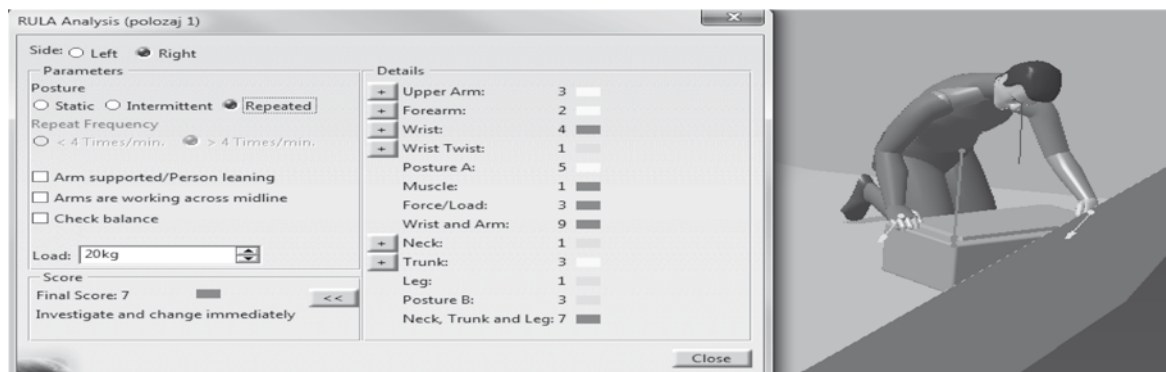 RULA Analysis (polozaj 1)
Side: Left Right
Parameters
Posture
Static Intermittent Repeated
Repeat Frequency
< 4 Times/min. > 4 Times/min.
Arm supported/Person leaning
Arms are working across midline
Check balance
Load: 20kg
Score
Final Score: 7
<<
Investigate and change immediately
Details
+ Upper Arm: 3
+ Forearm: 2
+ Wrist: 4
+ Wrist Twist: 1
Posture A: 5
Muscle: 1
Force/Load: 3
Wrist and Arm: 9
+ Neck: 1
+ Trunk: 3
Leg: 1
Posture B: 3
Neck, Trunk and Leg: 7
Close